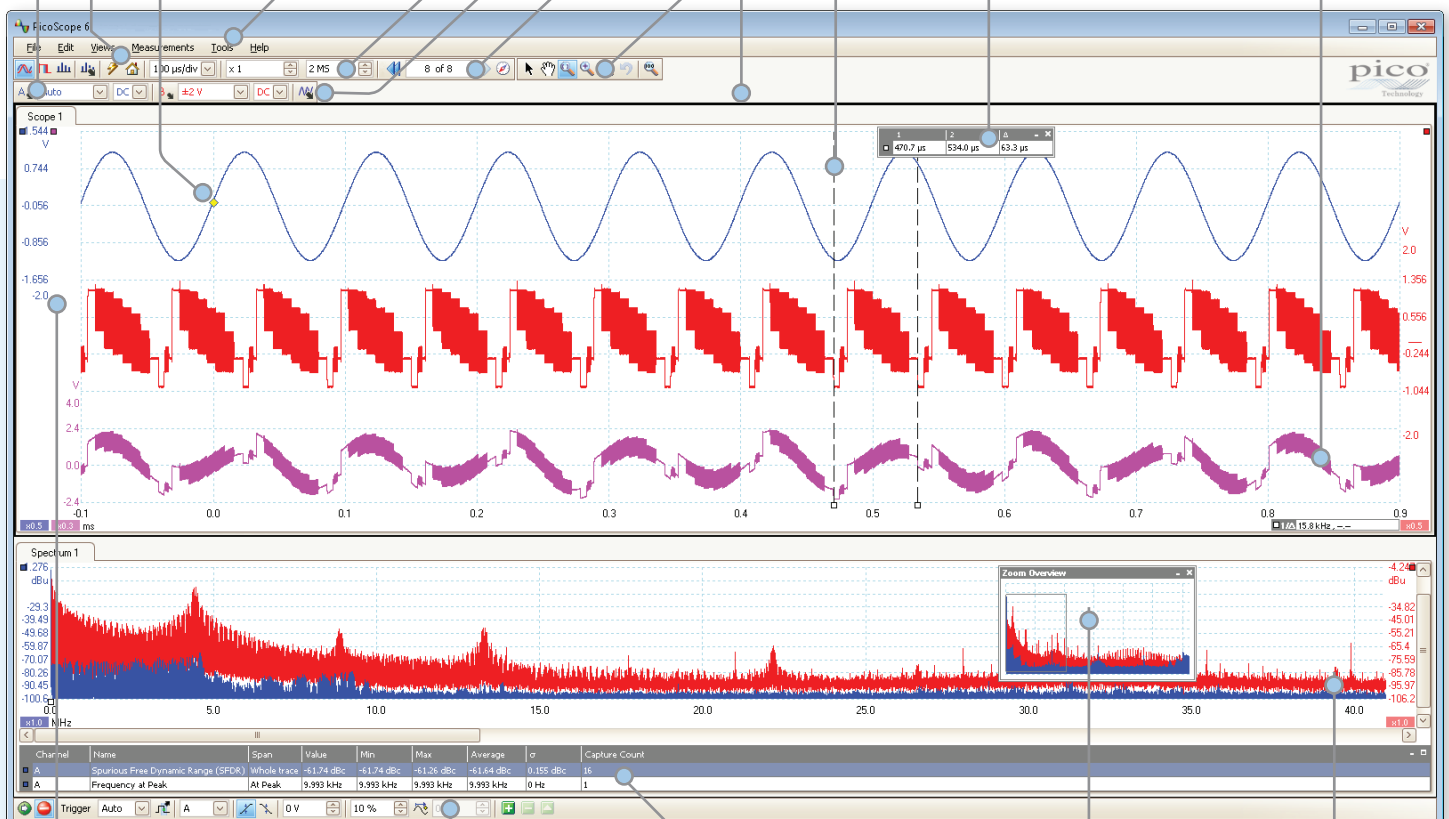 PicoScope 6
File Edit Views Measurements Tools Help
100 µs/div x 1 2 MS 8 of 8
pico
Technology
A Auto DC B ±2 V DC
Scope 1
1 2 Δ
470.7 µs 534.0 µs 63.3 µs
.544
V
0.744
-0.056
-0.856
-1.656
-2.0
V
2.0
1.356
0.556
-0.244
-1.044
-2.0
V
4.0
2.4
0.0
-2.4
-0.1 0.0 0.1 0.2 0.3 0.4 0.5 0.6 0.7 0.8 0.9
x0.5 x0.3 ms 1/Δ 15.8 kHz , --.-- x0.5
Spectrum 1
.276
dBu
-29.3
-39.49
-49.68
-59.87
-70.07
-80.26
-90.45
-100.6
Zoom Overview
-4.24
dBu
-34.82
-45.01
-55.21
-65.4
-75.59
-85.78
-95.97
-106.2
0.0 5.0 10.0 15.0 20.0 25.0 30.0 35.0 40.0
x1.0 MHz x1.0
Channel Name Span Value Min Max Average σ Capture Count
A Spurious Free Dynamic Range (SFDR) Whole trace -61.74 dBc -61.74 dBc -61.26 dBc -61.64 dBc 0.155 dBc 16
A Frequency at Peak At Peak 9.993 kHz 9.993 kHz 9.993 kHz 9.993 kHz 0 Hz 1
Trigger Auto A 0 V 10 %